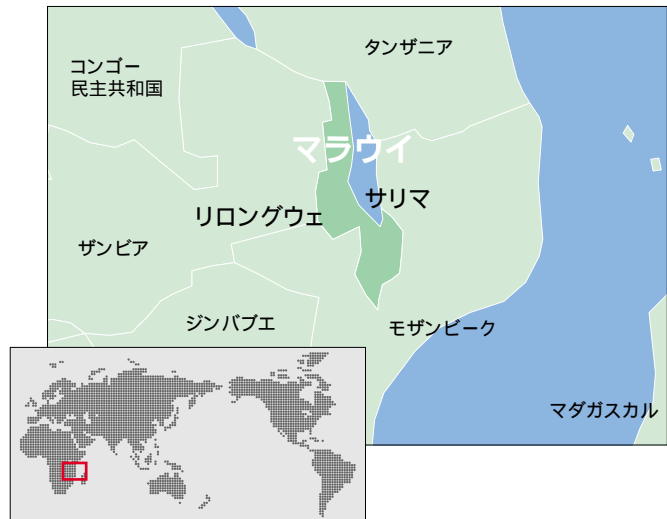 タンザニア
コンゴー
民主共和国
マラウイ
サリマ
リロングウェ
ザンビア
ジンバブエ
モザンビーク
マダガスカル